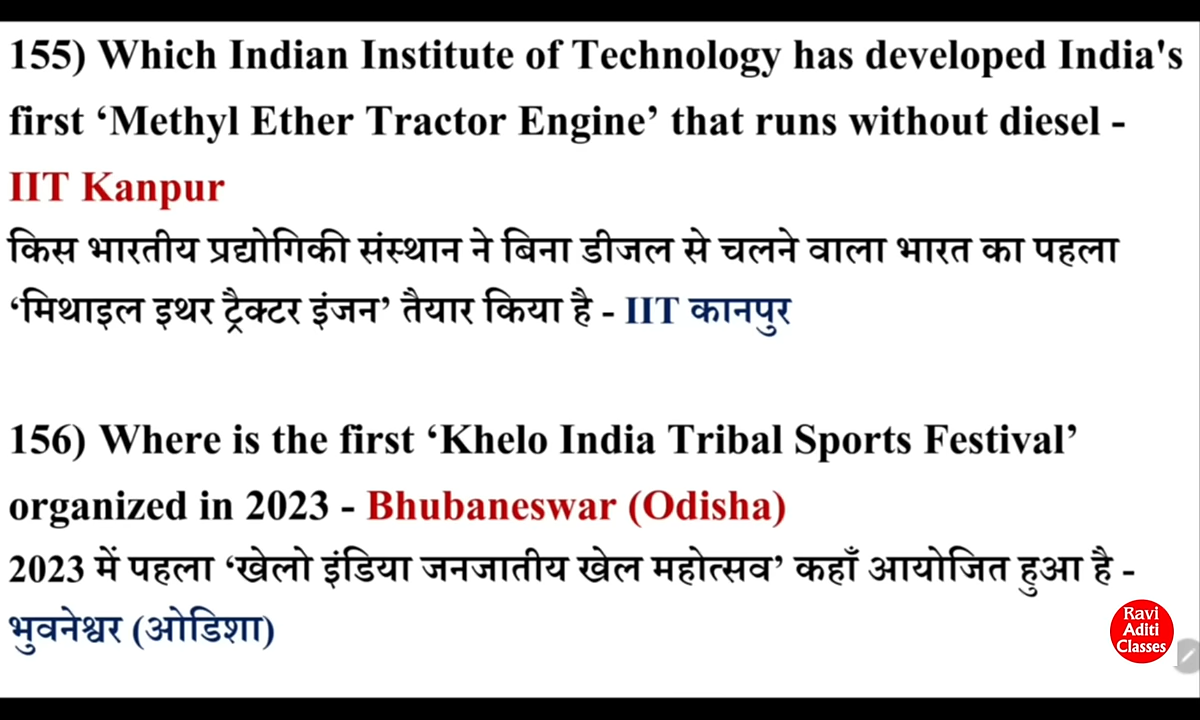 155) Which Indian Institute of Technology has developed India's
first ‘Methyl Ether Tractor Engine’ that runs without diesel -
IIT Kanpur
किस भारतीय प्रद्योगिकी संस्थान ने बिना डीजल से चलने वाला भारत का पहला
‘मिथाइल इथर ट्रैक्टर इंजन’ तैयार किया है - IIT कानपुर
156) Where is the first ‘Khelo India Tribal Sports Festival’
organized in 2023 - Bhubaneswar (Odisha)
2023 में पहला ‘खेलो इंडिया जनजातीय खेल महोत्सव’ कहाँ आयोजित हुआ है -
भुवनेश्वर (ओडिशा)
Ravi
Aditi
Classes